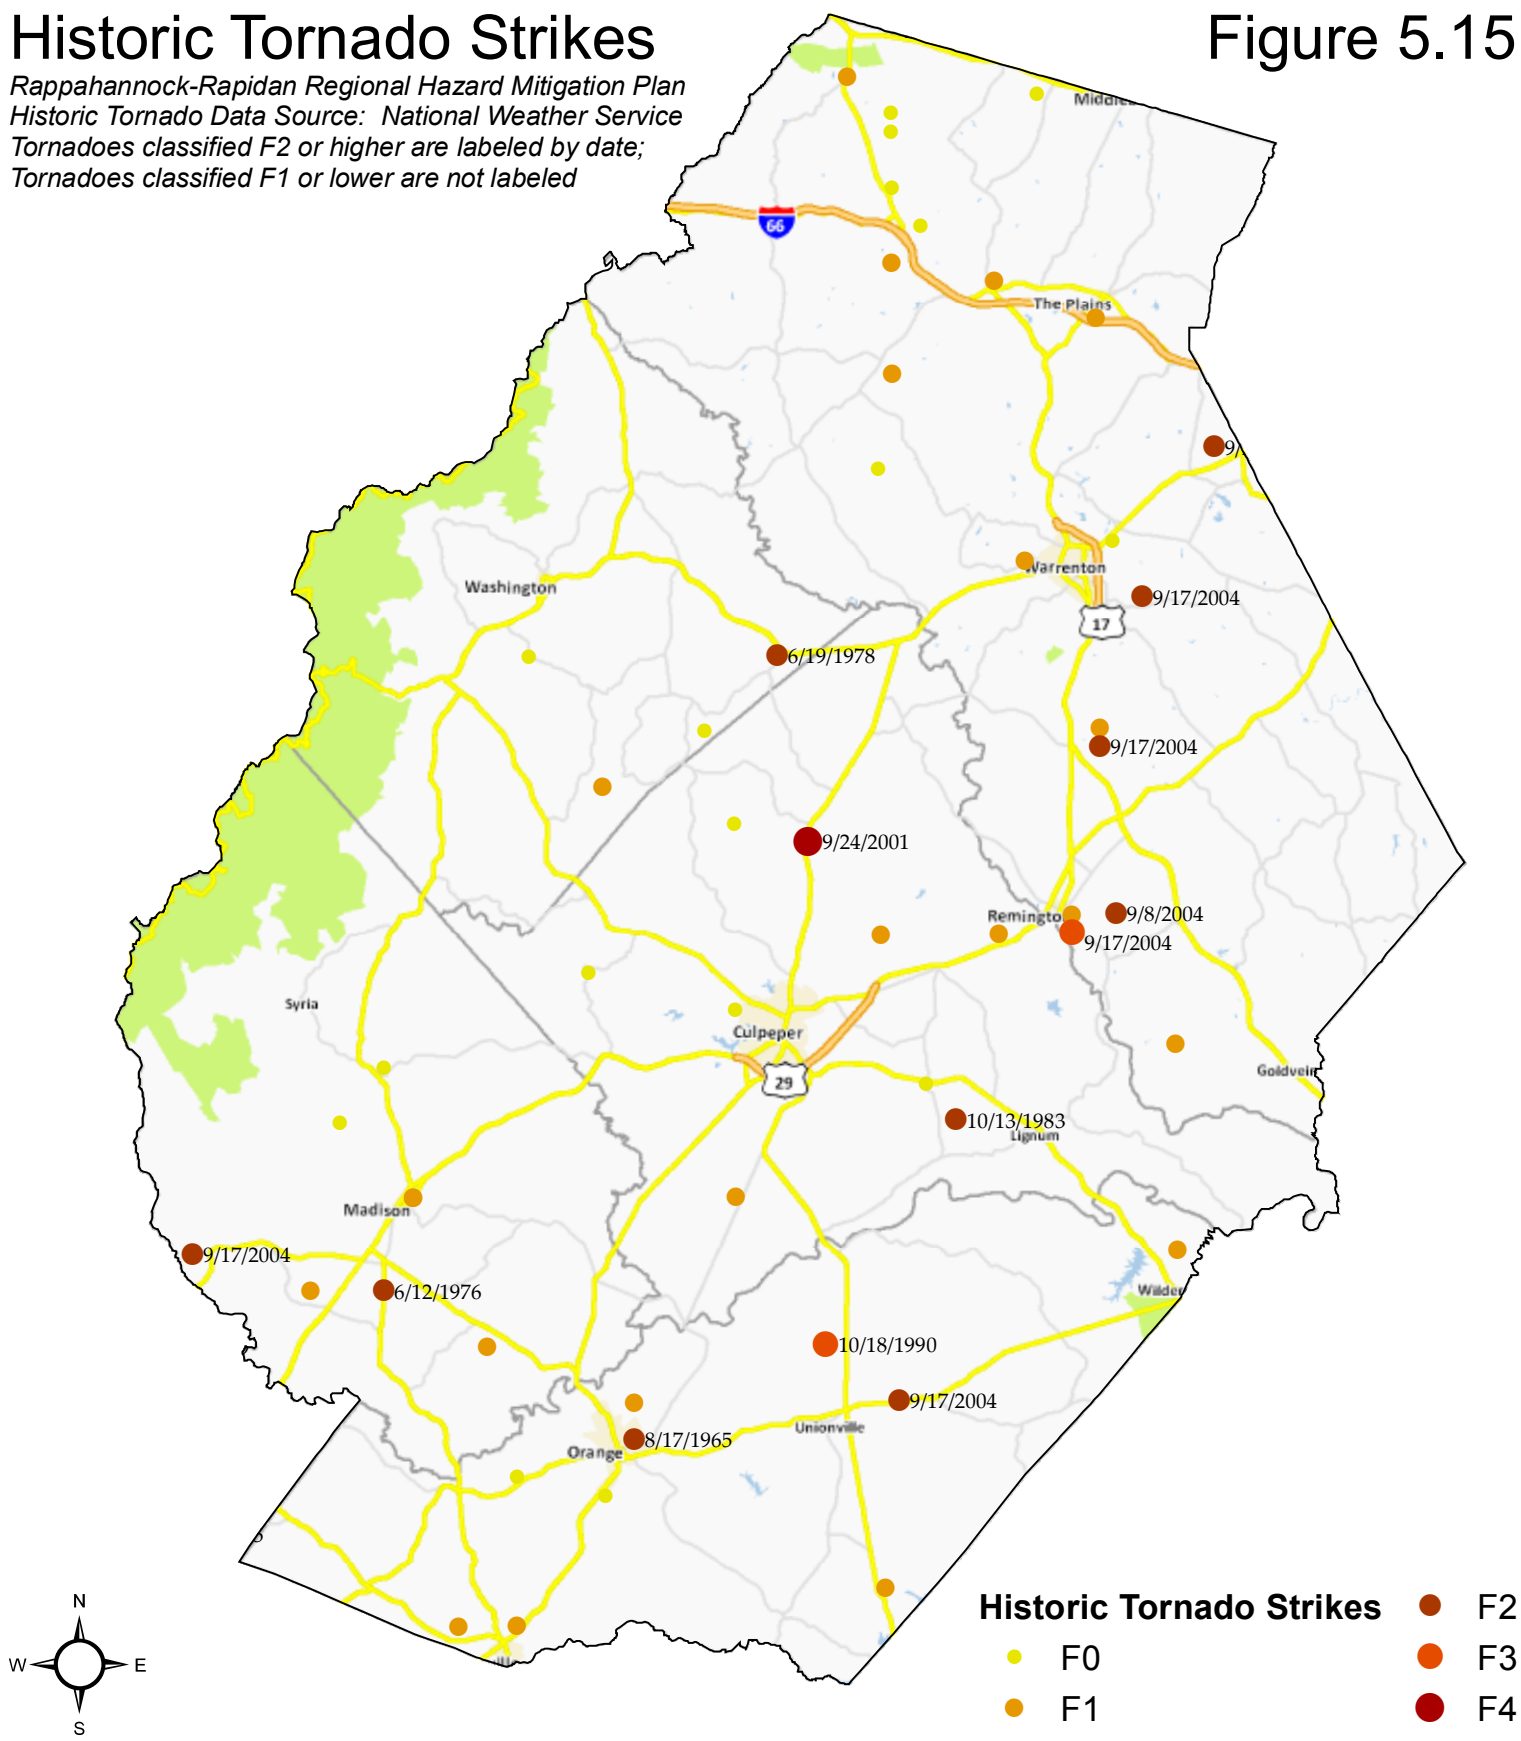 Historic Tornado Strikes
Figure 5.15
Rappahannock-Rapidan Regional Hazard Mitigation Plan
Historic Tornado Data Source: National Weather Service
Tornadoes classified F2 or higher are labeled by date;
Tornadoes classified F1 or lower are not labeled
66
The Plains
9/
Warrenton
Washington
9/17/2004
17
6/19/1978
9/17/2004
9/24/2001
Remingto
9/8/2004
9/17/2004
Syria
Culpeper
Goldvein
29
10/13/1983
Lignum
Madison
9/17/2004
6/12/1976
Wilder
10/18/1990
9/17/2004
Unionville
8/17/1965
Orange
N
W
E
S
Historic Tornado Strikes
F0
F1
F2
F3
F4